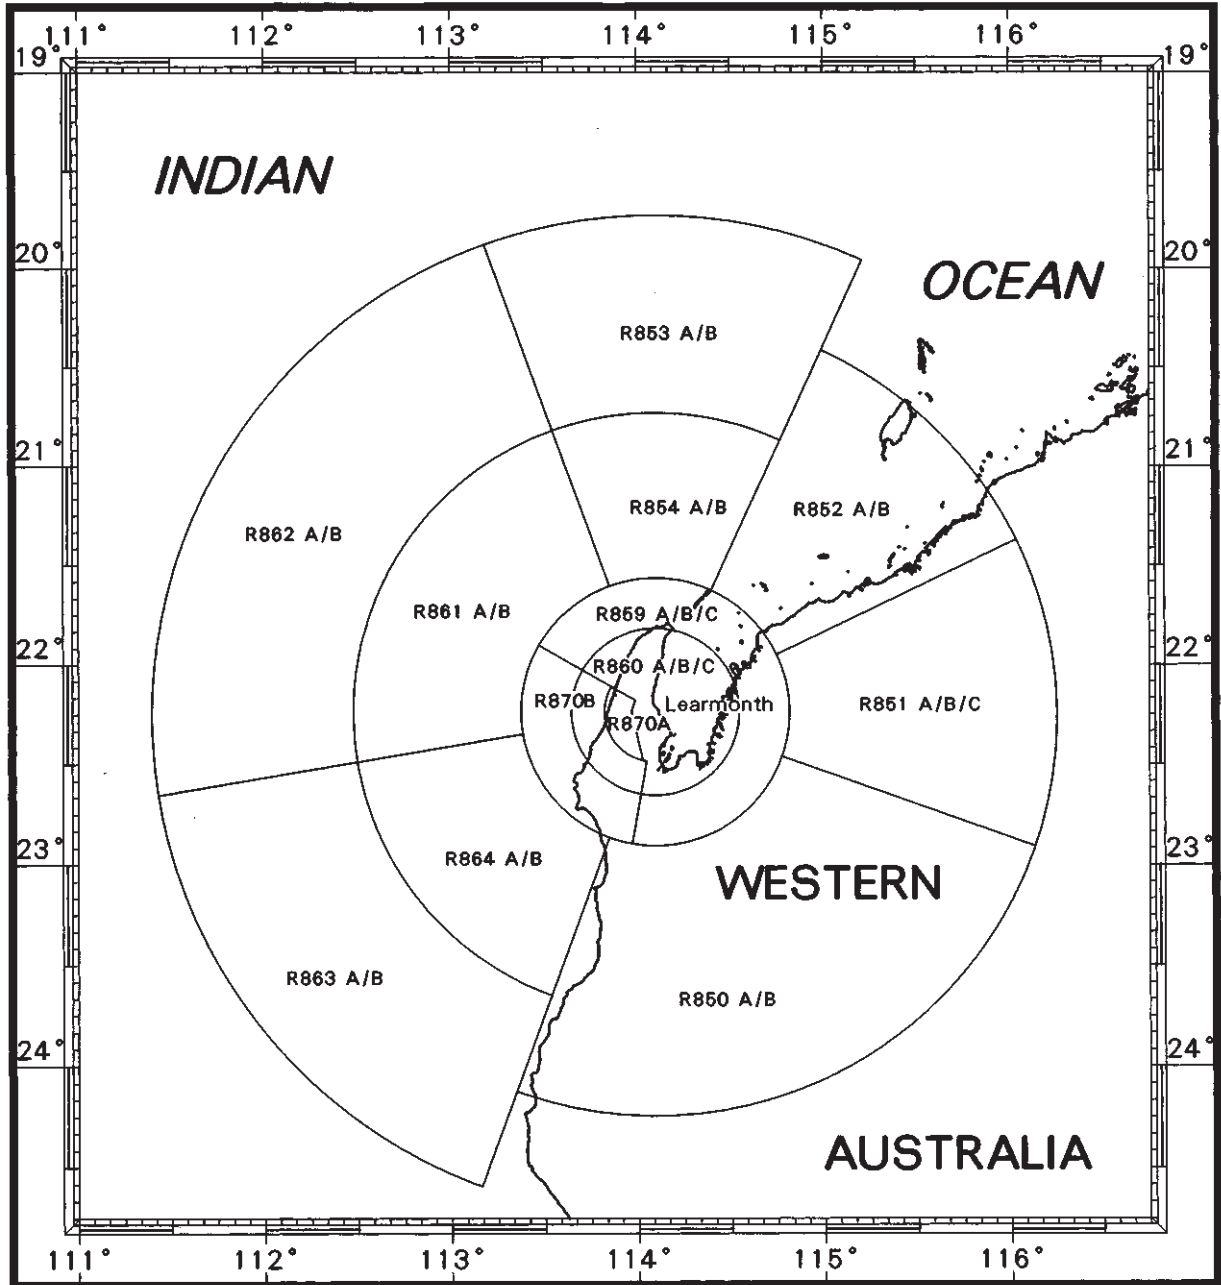 111° 112° 113° 114° 115° 116°
19° 19°
INDIAN
20° 20°
OCEAN
R853 A/B
21° 21°
R854 A/B
R852 A/B
R862 A/B
R861 A/B
R859 A/B/C
22° 22°
R860 A/B/C
R870B
Learmonth
R851 A/B/C
R870A
23° 23°
R864 A/B
WESTERN
R863 A/B
R850 A/B
24° 24°
AUSTRALIA
111° 112° 113° 114° 115° 116°